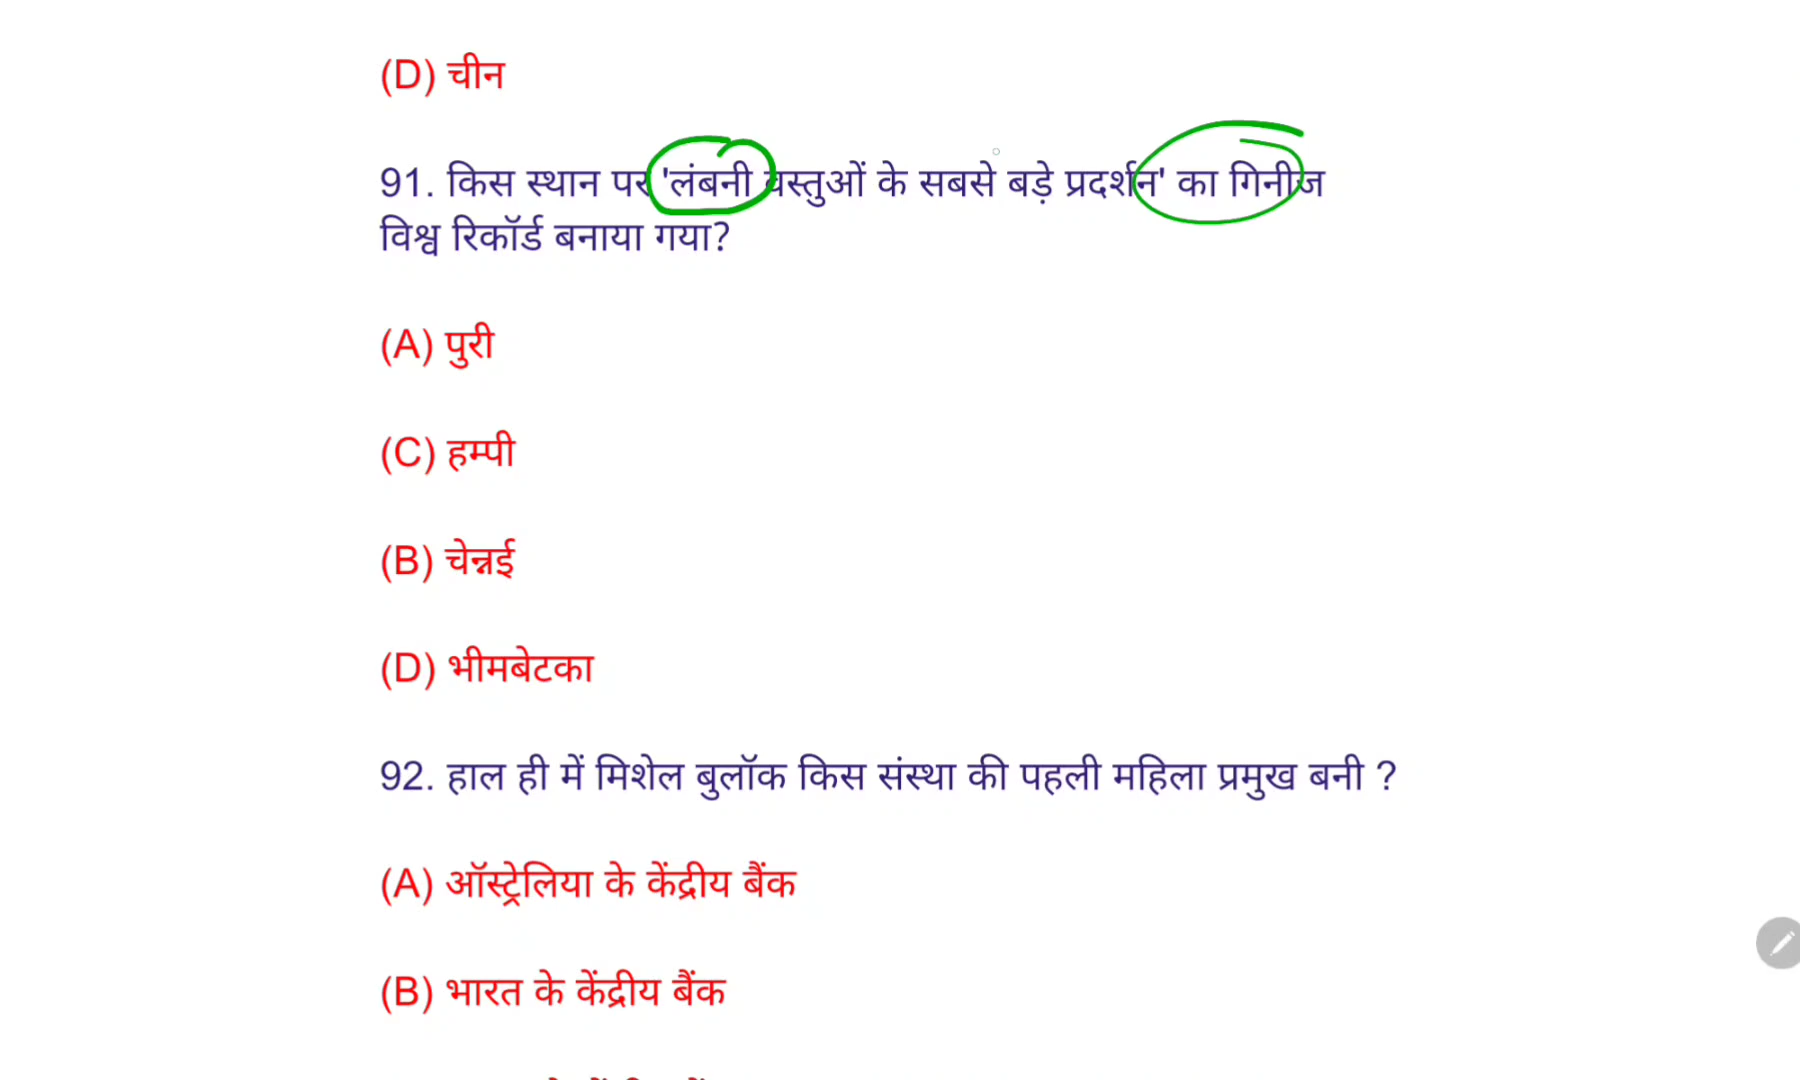 (D) चीन
91. किस स्थान पर 'लंबनी वस्तुओं के सबसे बड़े प्रदर्शन' का गिनीज
विश्व रिकॉर्ड बनाया गया?
(A) पुरी
(C) हम्पी
(B) चेन्नई
(D) भीमबेटका
92. हाल ही में मिशेल बुलॉक किस संस्था की पहली महिला प्रमुख बनी ?
(A) ऑस्ट्रेलिया के केंद्रीय बैंक
(B) भारत के केंद्रीय बैंक